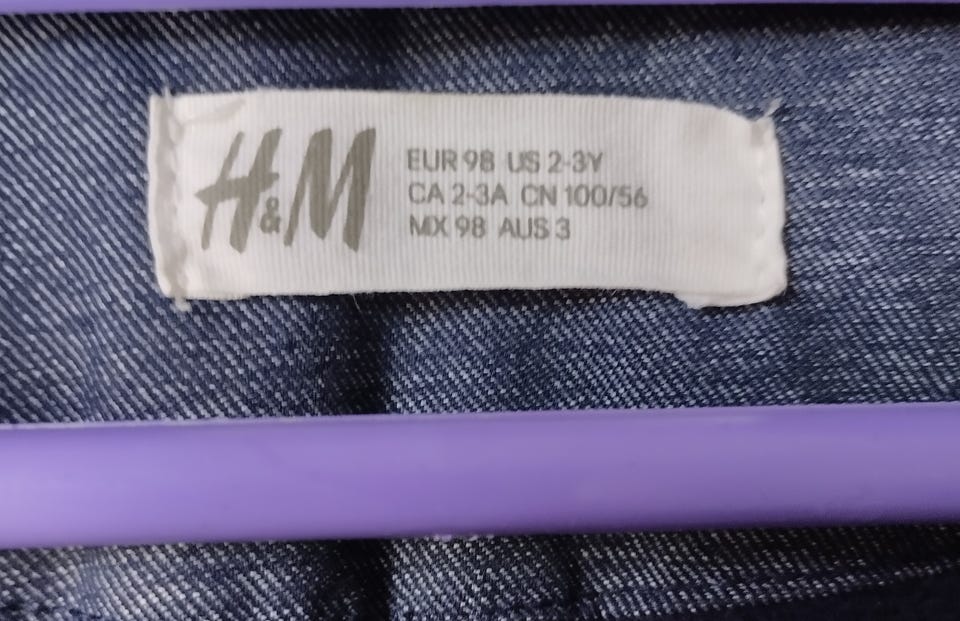 H&M
EUR 98 US 2-3Y
CA 2-3A CN 100/56
MX 98 AUS 3